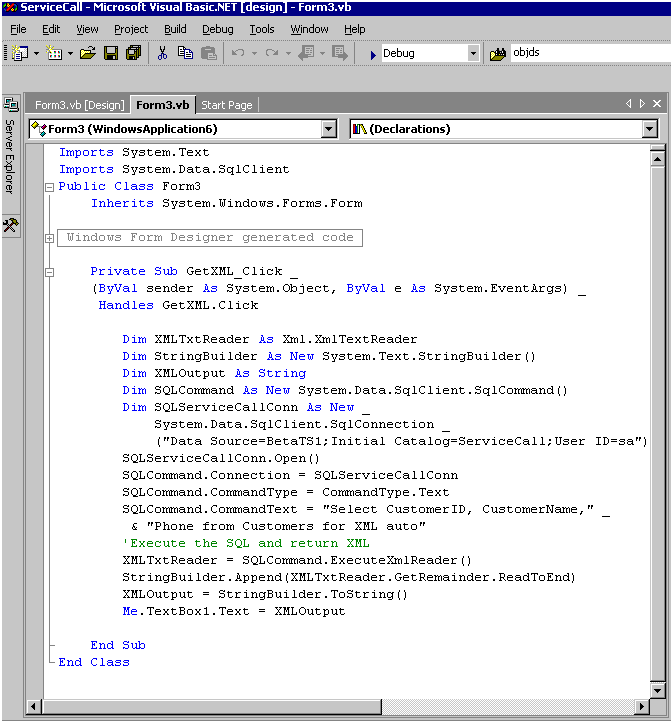 ServiceCall - Microsoft Visual Basic.NET [design] - Form3.vb
File Edit View Project Build Debug Tools Window Help
Debug objds
Form3.vb [Design] Form3.vb Start Page
Server Explorer
Form3 (WindowsApplication6) (Declarations)
Imports System.Text
Imports System.Data.SqlClient
Public Class Form3
Inherits System.Windows.Forms.Form
Windows Form Designer generated code
Private Sub GetXML_Click _
(ByVal sender As System.Object, ByVal e As System.EventArgs) _
Handles GetXML.Click
Dim XMLTxtReader As Xml.XmlTextReader
Dim StringBuilder As New System.Text.StringBuilder()
Dim XMLOutput As String
Dim SQLCommand As New System.Data.SqlClient.SqlCommand()
Dim SQLServiceCallConn As New _
System.Data.SqlClient.SqlConnection _
("Data Source=BetaTS1;Initial Catalog=ServiceCall;User ID=sa")
SQLServiceCallConn.Open()
SQLCommand.Connection = SQLServiceCallConn
SQLCommand.CommandType = CommandType.Text
SQLCommand.CommandText = "Select CustomerID, CustomerName," _
& "Phone from Customers for XML auto"
'Execute the SQL and return XML
XMLTxtReader = SQLCommand.ExecuteXmlReader()
StringBuilder.Append(XMLTxtReader.GetRemainder.ReadToEnd)
XMLOutput = StringBuilder.ToString()
Me.TextBox1.Text = XMLOutput
End Sub
End Class